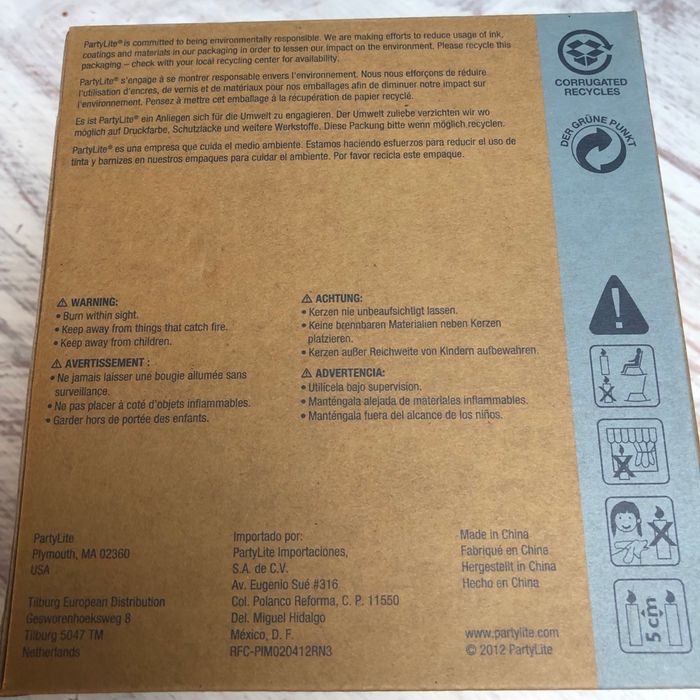 PartyLite® is committed to being environmentally responsible. We are making efforts to reduce usage of ink,
coatings and materials in our packaging in order to lessen our impact on the environment. Please recycle this
packaging – check with your local recycling center for availability.
PartyLite® s'engage à se montrer responsable envers l'environnement. Nous nous efforçons de réduire
l'utilisation d'encres, de vernis et de matériaux pour nos emballages afin de diminuer notre impact sur
l'environnement. Pensez à mettre cet emballage à la récupération de papier recyclé.
Es ist PartyLite® ein Anliegen sich für die Umwelt zu engagieren. Der Umwelt zuliebe verzichten wir wo
möglich auf Druckfarbe, Schutzlacke und weitere Werkstoffe. Diese Packung bitte wenn möglich recyclen.
PartyLite® es una empresa que cuida el medio ambiente. Estamos haciendo esfuerzos para reducir el uso de
tinta y barnizes en nuestros empaques para cuidar el ambiente. Por favor recicla este empaque.
CORRUGATED
RECYCLES
DER GRÜNE PUNKT
⚠ WARNING:
• Burn within sight.
• Keep away from things that catch fire.
• Keep away from children.
⚠ AVERTISSEMENT :
• Ne jamais laisser une bougie allumée sans
surveillance.
• Ne pas placer à coté d'objets inflammables.
• Garder hors de portée des enfants.
⚠ ACHTUNG:
• Kerzen nie unbeaufsichtigt lassen.
• Keine brennbaren Materialien neben Kerzen
platzieren.
• Kerzen außer Reichweite von Kindern aufbewahren.
⚠ ADVERTENCIA:
• Utilícela bajo supervision.
• Manténgala alejada de materiales inflammables.
• Manténgala fuera del alcance de los niños.
PartyLite
Plymouth, MA 02360
USA
Tilburg European Distribution
Gesworenhoeksweg 8
Tilburg 5047 TM
Netherlands
Importado por:
PartyLite Importaciones,
S.A. de C.V.
Av. Eugenio Sué #316
Col. Polanco Reforma, C. P. 11550
Del. Miguel Hidalgo
México, D. F.
RFC-PIM020412RN3
Made in China
Fabriqué en China
Hergestellt in China
Hecho en China
www.partylite.com
© 2012 PartyLite
5 cm